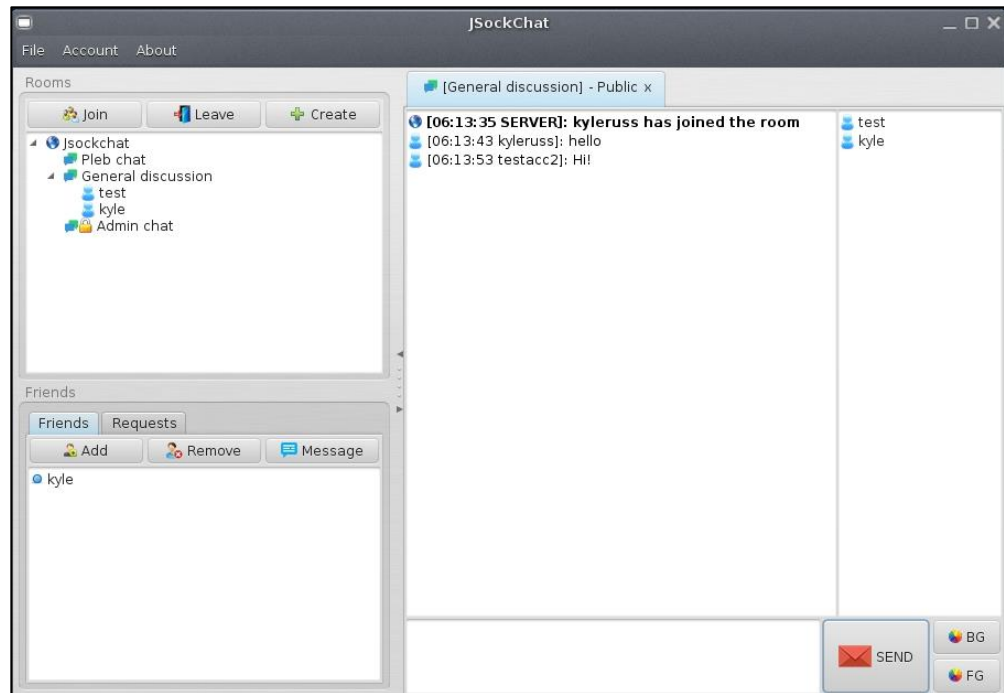 JSockChat
File Account About
Rooms
Join Leave Create
Jsockchat
Pleb chat
General discussion
test
kyle
Admin chat
Friends
Friends Requests
Add Remove Message
kyle
[General discussion] - Public x
[06:13:35 SERVER]: kyleruss has joined the room
[06:13:43 kyleruss]: hello
[06:13:53 testacc2]: Hi!
test
kyle
SEND
BG
FG